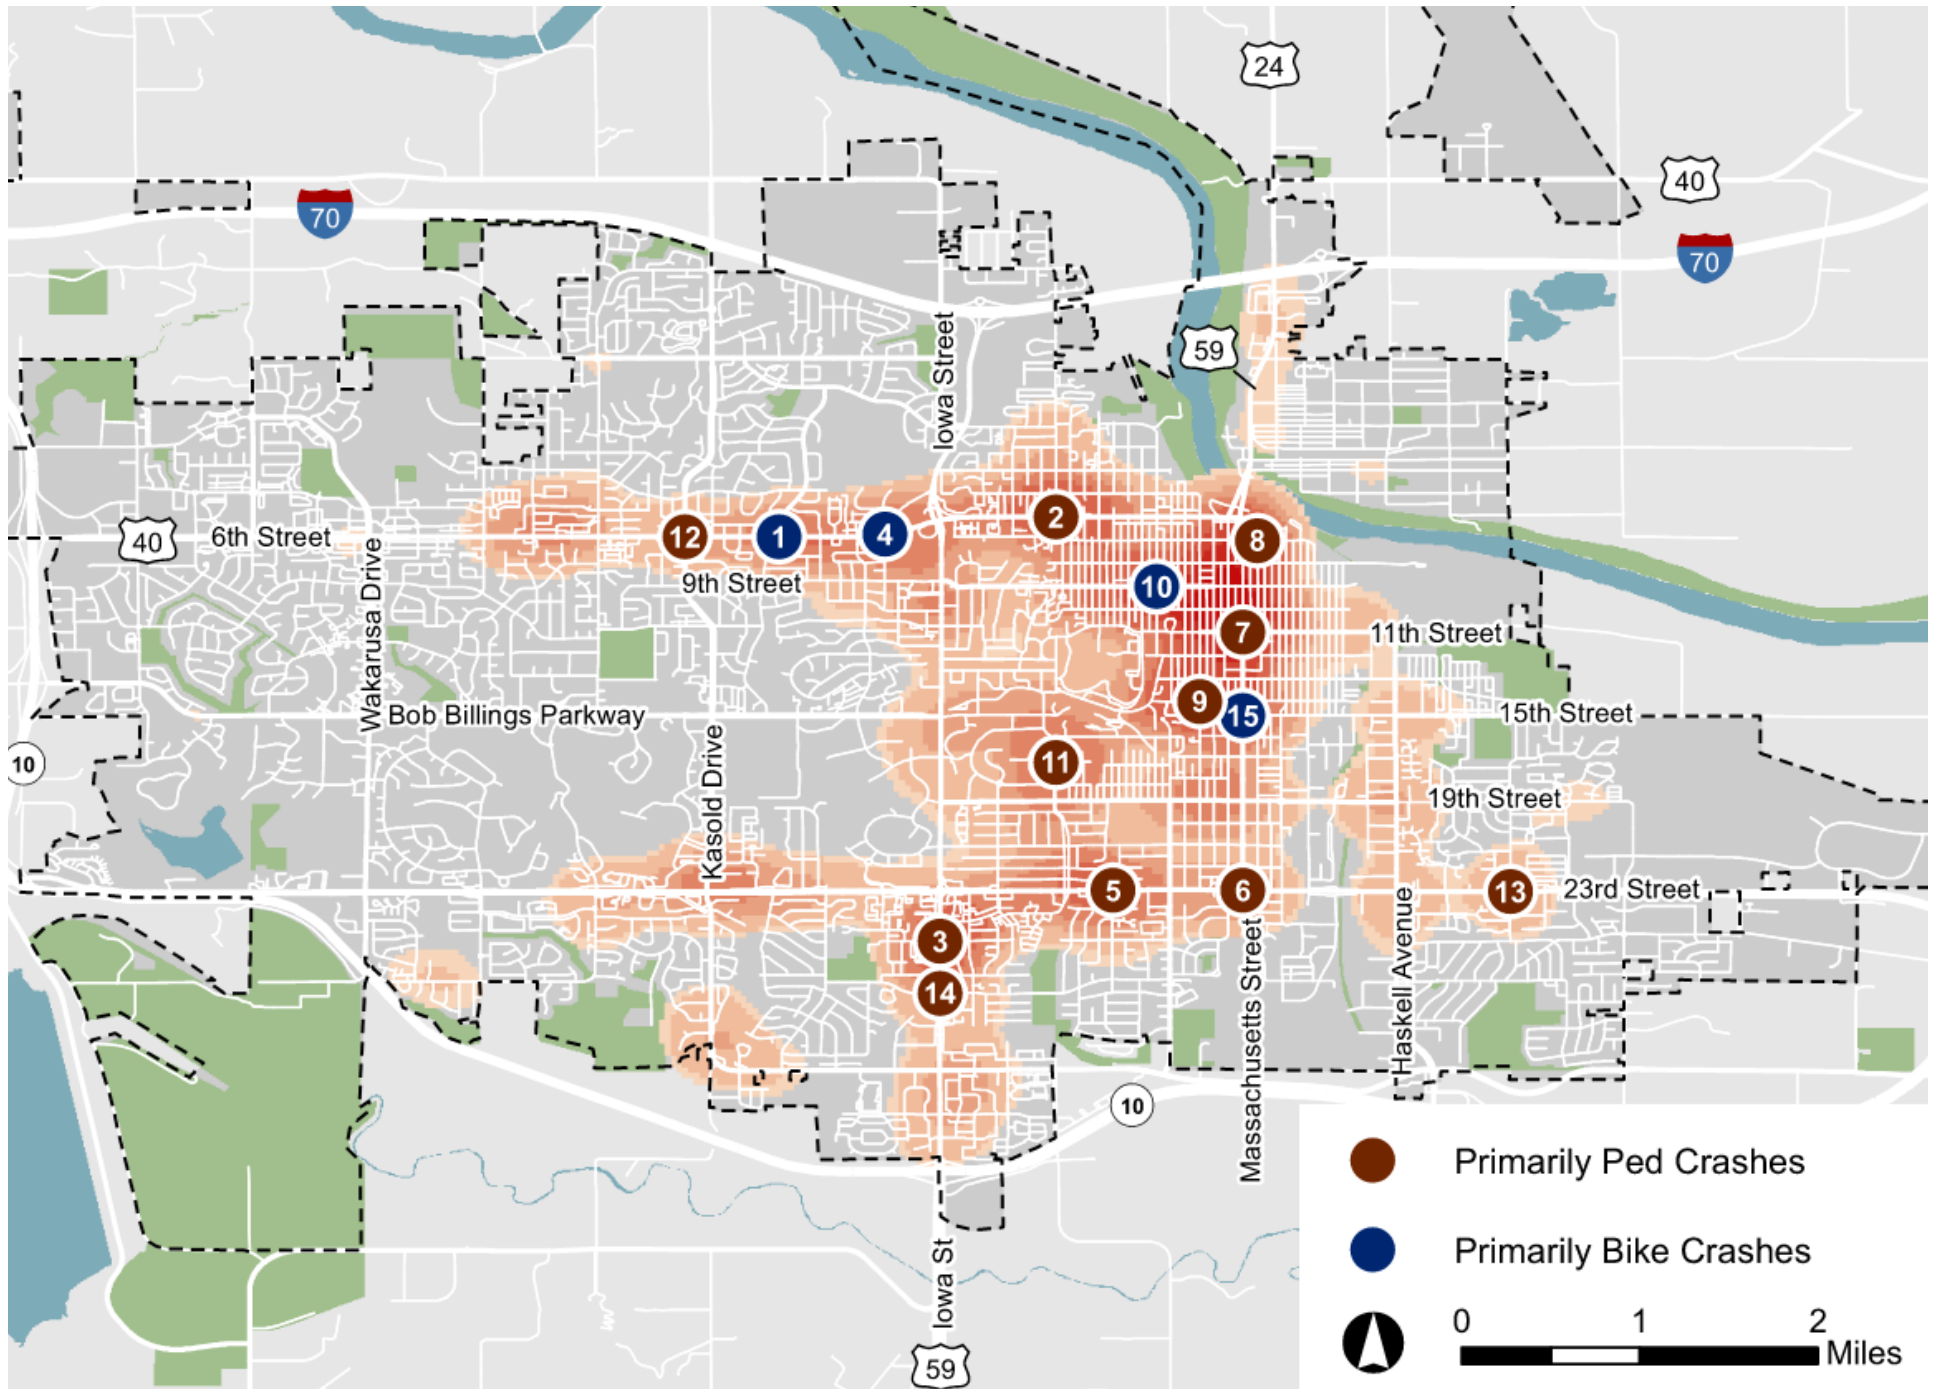 24
40
70
70
59
Iowa Street
2
12
1
4
8
6th Street
40
9th Street
10
7
11th Street
Wakarusa Drive
Bob Billings Parkway
9
15
15th Street
10
11
Kasold Drive
19th Street
5
6
13
23rd Street
3
14
Massachusetts Street
Haskell Avenue
10
Iowa St
59
Primarily Ped Crashes
Primarily Bike Crashes
0 1 2
Miles